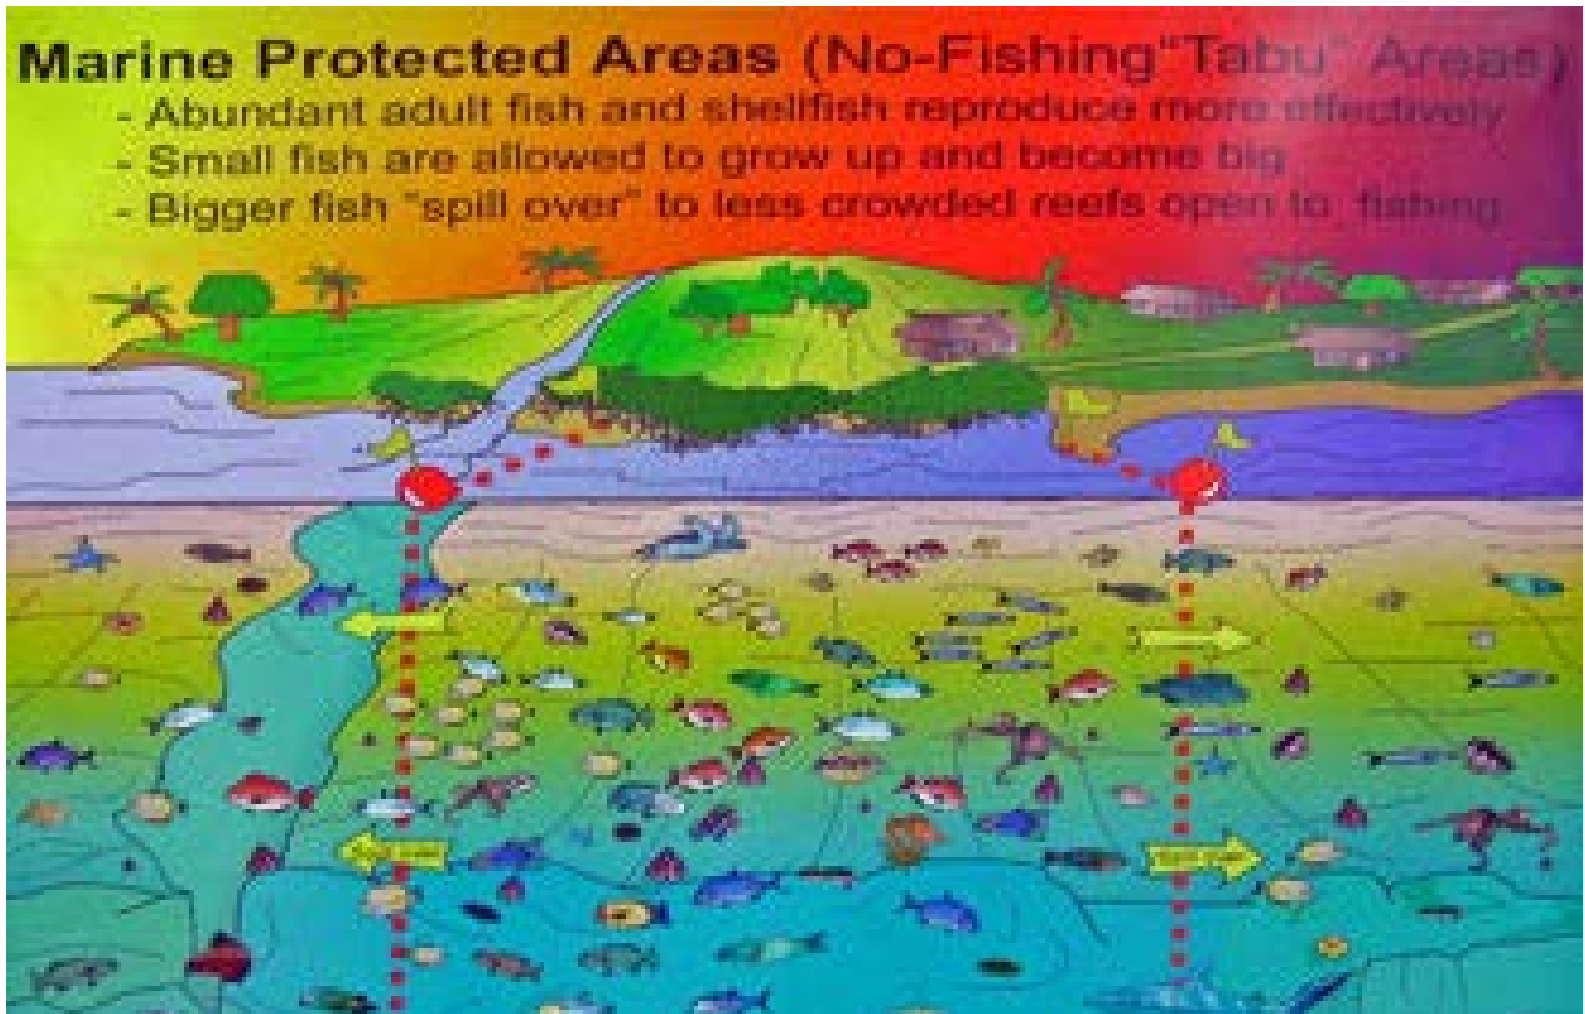 Marine Protected Areas (No-Fishing "Tabu" Areas)
- Abundant adult fish and shellfish reproduce more effectively
- Small fish are allowed to grow up and become big
- Bigger fish "spill over" to less crowded reefs open to fishing